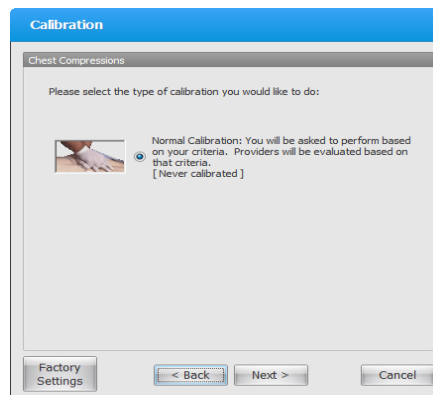 Calibration
Chest Compressions
Please select the type of calibration you would like to do:
Normal Calibration: You will be asked to perform based
on your criteria.  Providers will be evaluated based on
that criteria.
[ Never calibrated ]
Factory
Settings
< Back
Next >
Cancel